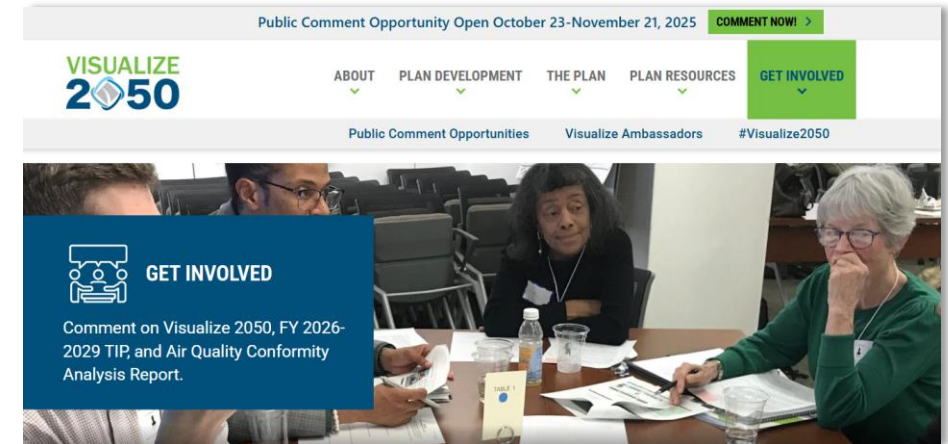 Public Comment Opportunity Open October 23-November 21, 2025 COMMENT NOW! >
VISUALIZE
2050
ABOUT PLAN DEVELOPMENT THE PLAN PLAN RESOURCES GET INVOLVED
Public Comment Opportunities Visualize Ambassadors #Visualize2050
GET INVOLVED
Comment on Visualize 2050, FY 2026-
2029 TIP, and Air Quality Conformity
Analysis Report.
TABLE 1